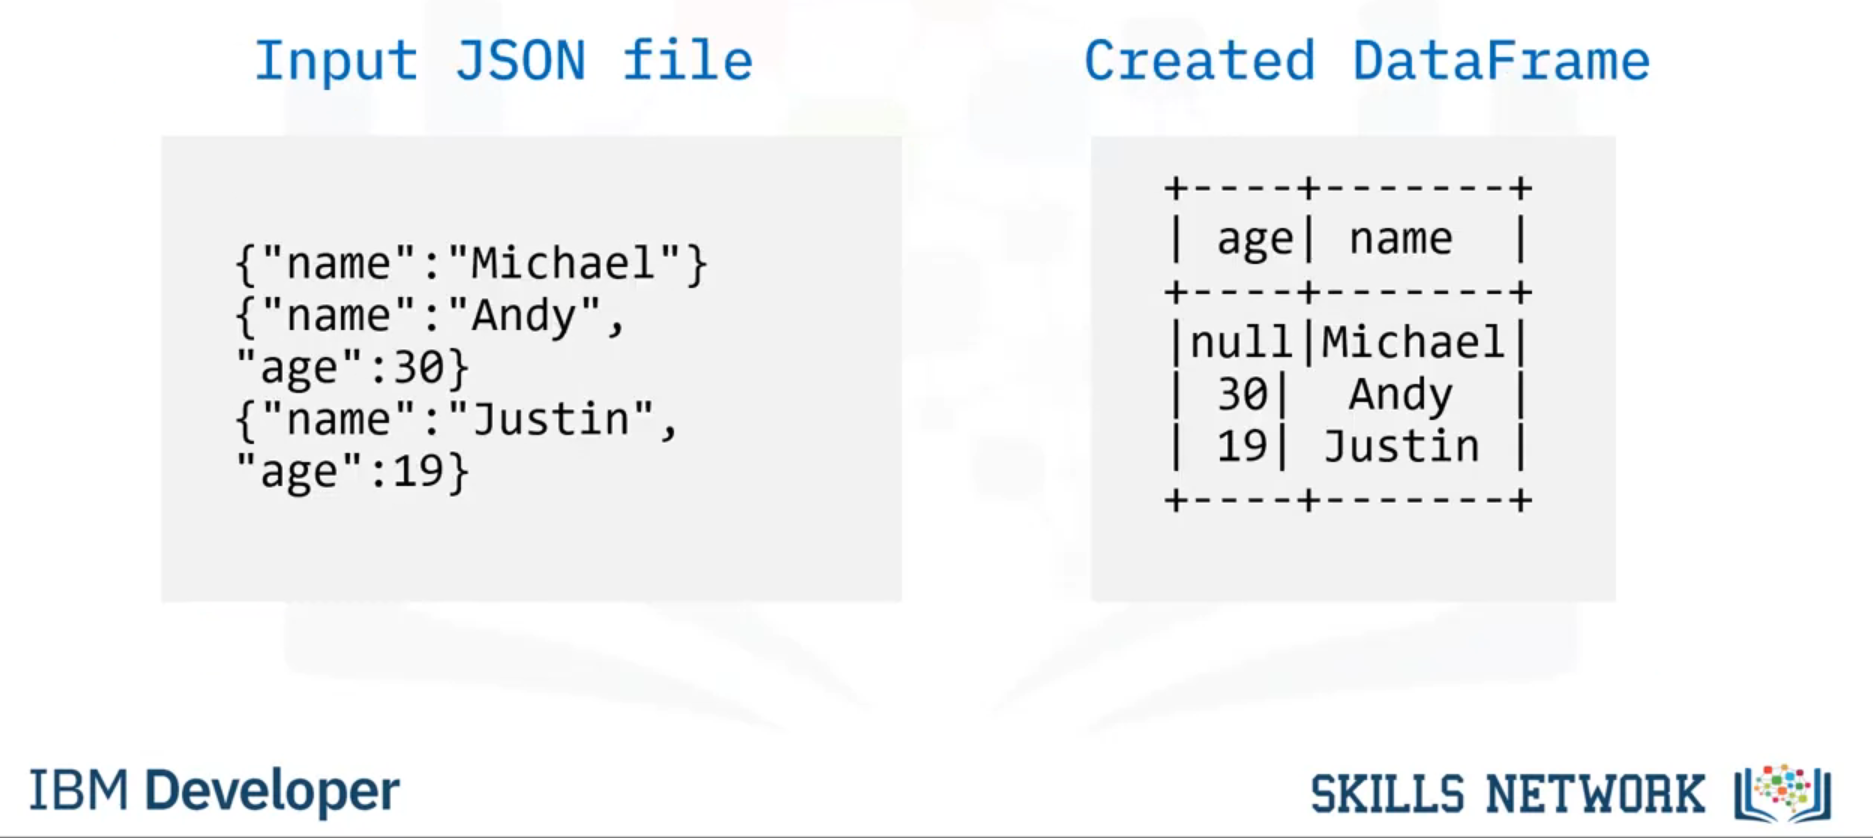 Input JSON file
{"name":"Michael"}
{"name":"Andy",
"age":30}
{"name":"Justin",
"age":19}
Created DataFrame
+----+-------+
| age| name  |
+----+-------+
|null|Michael|
| 30|  Andy  |
| 19| Justin |
+----+-------+
IBM Developer
SKILLS NETWORK